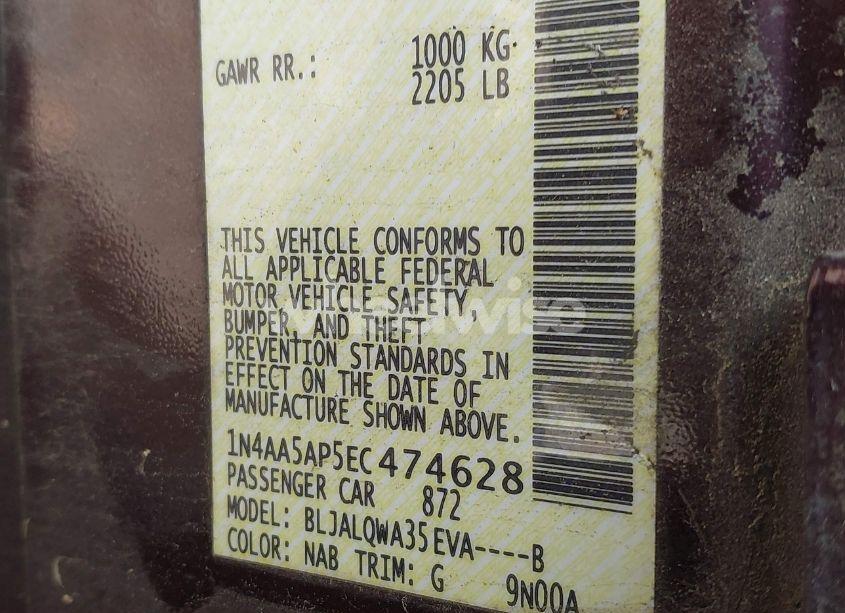 GAWR RR.: 1000 KG
2205 LB
THIS VEHICLE CONFORMS TO
ALL APPLICABLE FEDERAL
MOTOR VEHICLE SAFETY,
BUMPER, AND THEFT
PREVENTION STANDARDS IN
EFFECT ON THE DATE OF
MANUFACTURE SHOWN ABOVE.
1N4AA5AP5EC474628
PASSENGER CAR 872
MODEL: BLJALQWA35EVA----B
COLOR: NAB TRIM: G 9N00A